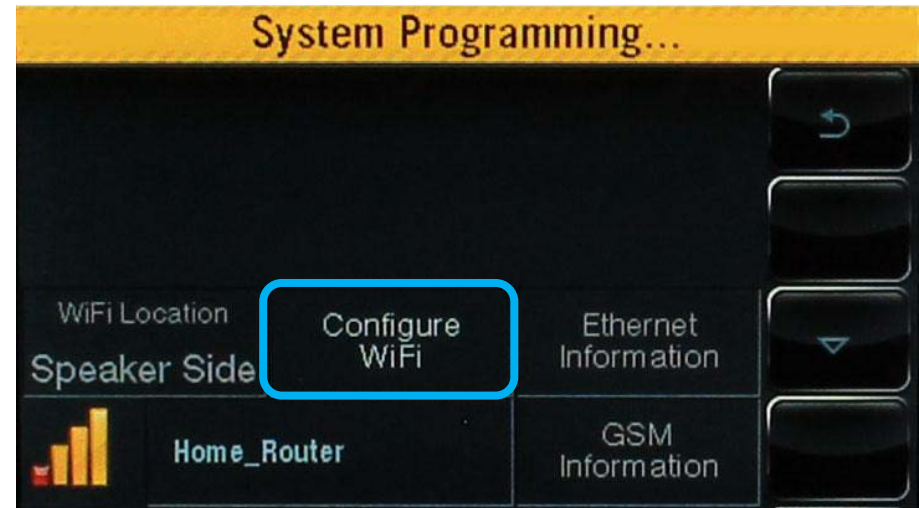 System Programming...
WiFi Location
Speaker Side
Configure
WiFi
Ethernet
Information
Home_Router
GSM
Information